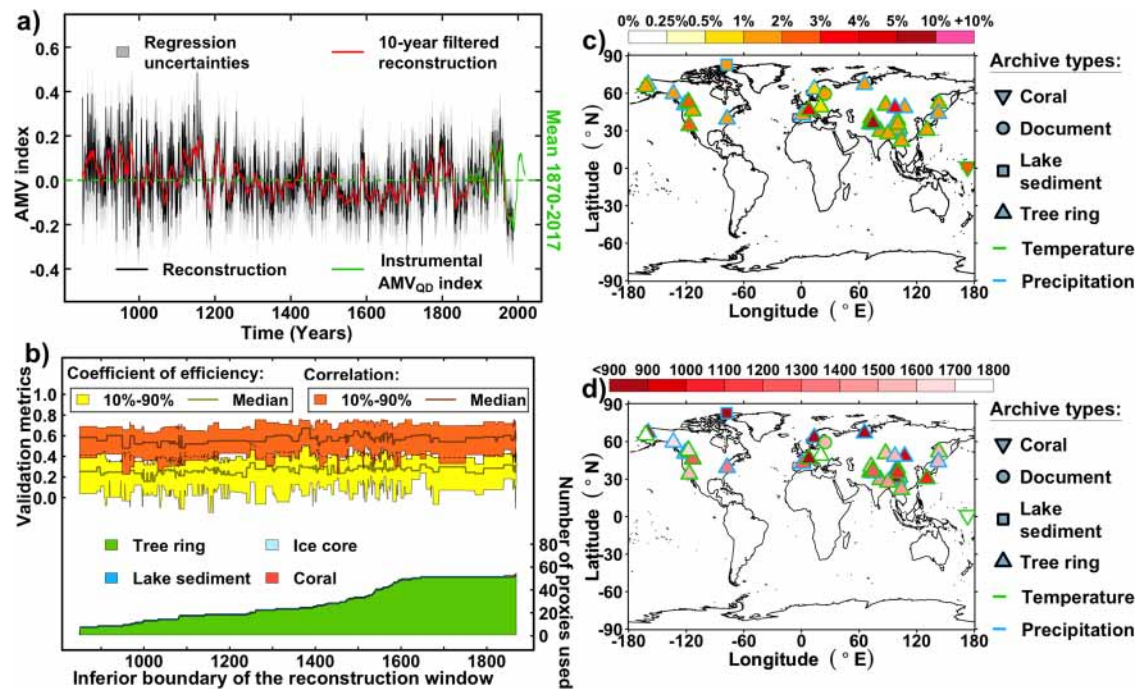 a)
0.6
0.4
0.2
0.0
-0.2
-0.4
AMV index
Regression uncertainties
10-year filtered reconstruction
Reconstruction
Instrumental AMV_QD index
Mean 1870-2017
1000 1200 1400 1600 1800 2000
Time (Years)
b)
Coefficient of efficiency:
10%-90%
Median
Correlation:
10%-90%
Median
1.0
0.8
0.6
0.4
0.2
0.0
Validation metrics
Tree ring
Ice core
Lake sediment
Coral
80
60
40
20
0
Number of proxies used
1000 1200 1400 1600 1800
Inferior boundary of the reconstruction window
0% 0.25% 0.5% 1% 2% 3% 4% 5% 10% +10%
c)
90
60
30
0
-30
-60
-90
Latitude (°N)
-180 -120 -60 0 60 120 180
Longitude (°E)
Archive types:
Coral
Document
Lake
sediment
Tree ring
Temperature
Precipitation
<900 900 1000 1100 1200 1300 1400 1500 1600 1700 1800
d)
90
60
30
0
-30
-60
-90
Latitude (°N)
-180 -120 -60 0 60 120 180
Longitude (°E)
Archive types:
Coral
Document
Lake
sediment
Tree ring
Temperature
Precipitation